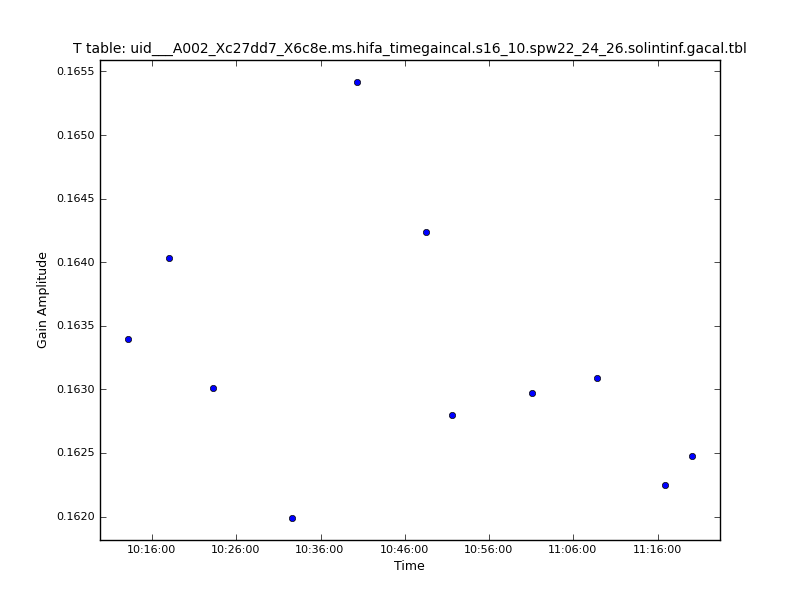 T table: uid___A002_Xc27dd7_X6c8e.ms.hifa_timegaincal.s16_10.spw22_24_26.solintinf.gacal.tbl
0.1655
0.1650
0.1645
0.1640
0.1635
0.1630
0.1625
0.1620
Gain Amplitude
10:16:00 10:26:00 10:36:00 10:46:00 10:56:00 11:06:00 11:16:00
Time